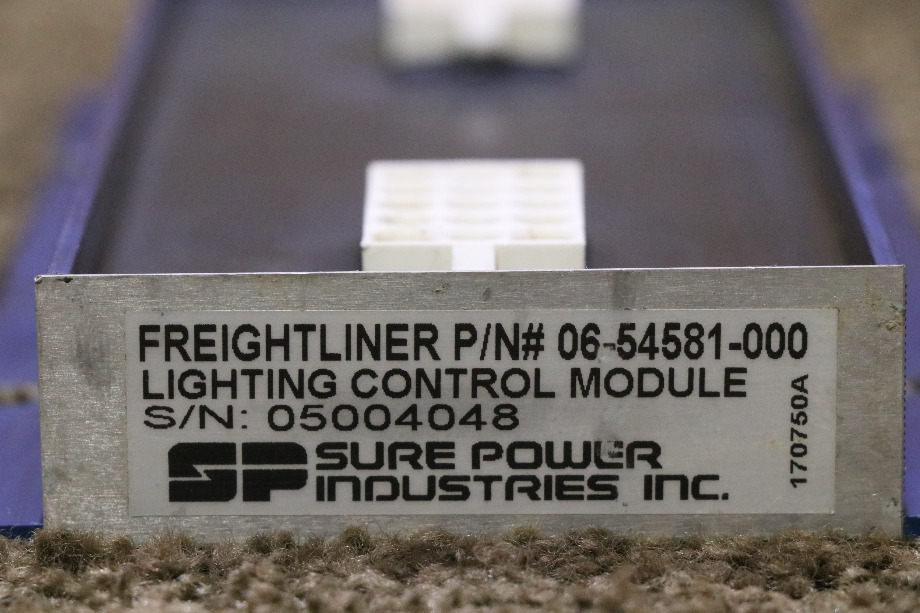 FREIGHTLINER P/N# 06-54581-000
LIGHTING CONTROL MODULE
S/N: 05004048
SP SURE POWER
INDUSTRIES INC.
170750A